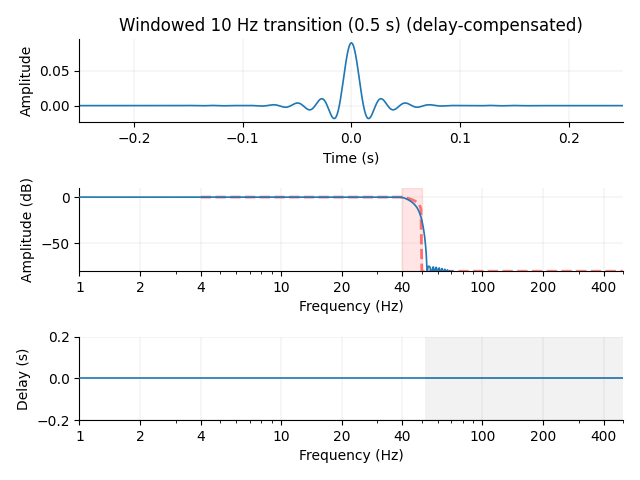 Windowed 10 Hz transition (0.5 s) (delay-compensated)
Amplitude
0.05
0.00
−0.2 −0.1 0.0 0.1 0.2
Time (s)
Amplitude (dB)
0
−50
1 2 4 10 20 40 100 200 400
Frequency (Hz)
Delay (s)
0.2
0.0
−0.2
1 2 4 10 20 40 100 200 400
Frequency (Hz)